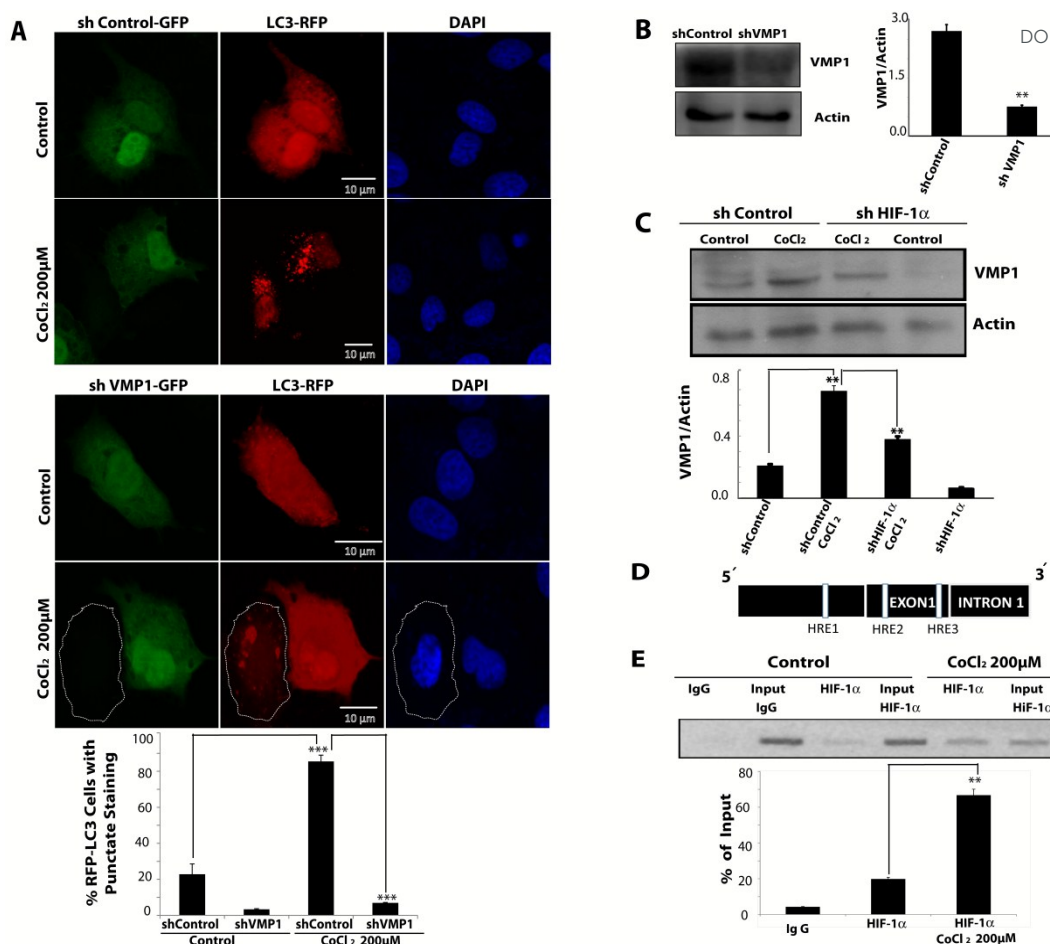 A
sh Control-GFP LC3-RFP DAPI
Control
10 µm
CoCl₂ 200µM
10 µm
sh VMP1-GFP LC3-RFP DAPI
Control
10 µm
CoCl₂ 200µM
10 µm
% RFP-LC3 Cells with
Punctate Staining
100
80
60
40
20
0
***
***
shControl shVMP1 shControl shVMP1
Control CoCl₂ 200µM
B
shControl shVMP1
VMP1
Actin
VMP1/Actin
3.0
1.5
0.0
DO
**
shControl
sh VMP1
C
sh Control sh HIF-1α
Control CoCl₂ CoCl₂ Control
VMP1
Actin
VMP1/Actin
0.8
0.4
0.0
**
**
shControl
shControl
CoCl₂
shHIF-1α
CoCl₂
shHIF-1α
D
5´ 3´
EXON1 INTRON 1
HRE1 HRE2 HRE3
E
Control CoCl₂ 200µM
IgG Input HIF-1α Input HIF-1α Input
IgG HIF-1α HiF-1α
% of Input
80
60
40
20
0
**
Ig G HIF-1α HIF-1α
CoCl₂ 200µM